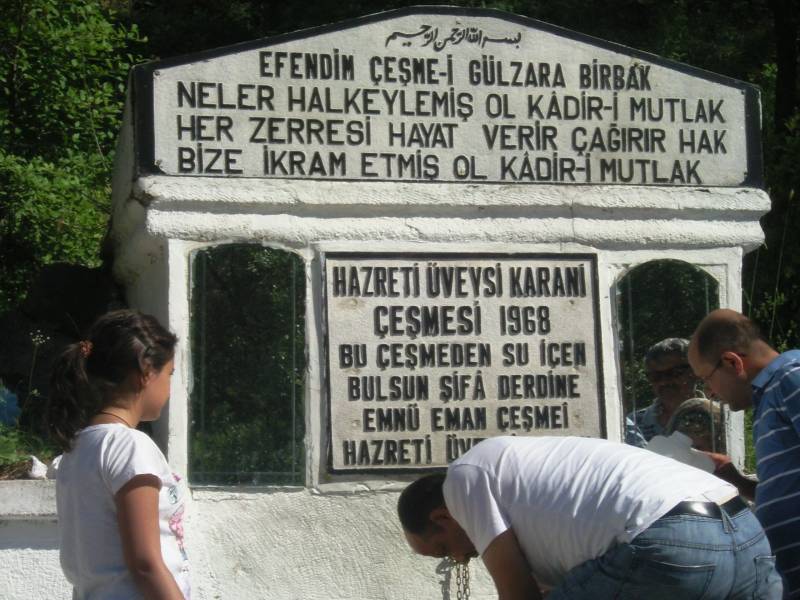 بسم الله الرحمن الرحيم
EFENDİM ÇEŞME-İ GÜLZARA BİRBAK
NELER HALKEYLEMİŞ OL KÂDİR-İ MUTLAK
HER ZERRESİ HAYAT VERİR ÇAĞIRIR HAK
BİZE İKRAM ETMİŞ OL KÂDİR-İ MUTLAK
HAZRETİ ÜVEYSİ KARANİ
ÇEŞMESİ 1968
BU ÇEŞMEDEN SU İÇEN
BULSUN ŞİFÂ DERDİNE
EMNÜ EMAN ÇEŞMEİ
HAZRETİ